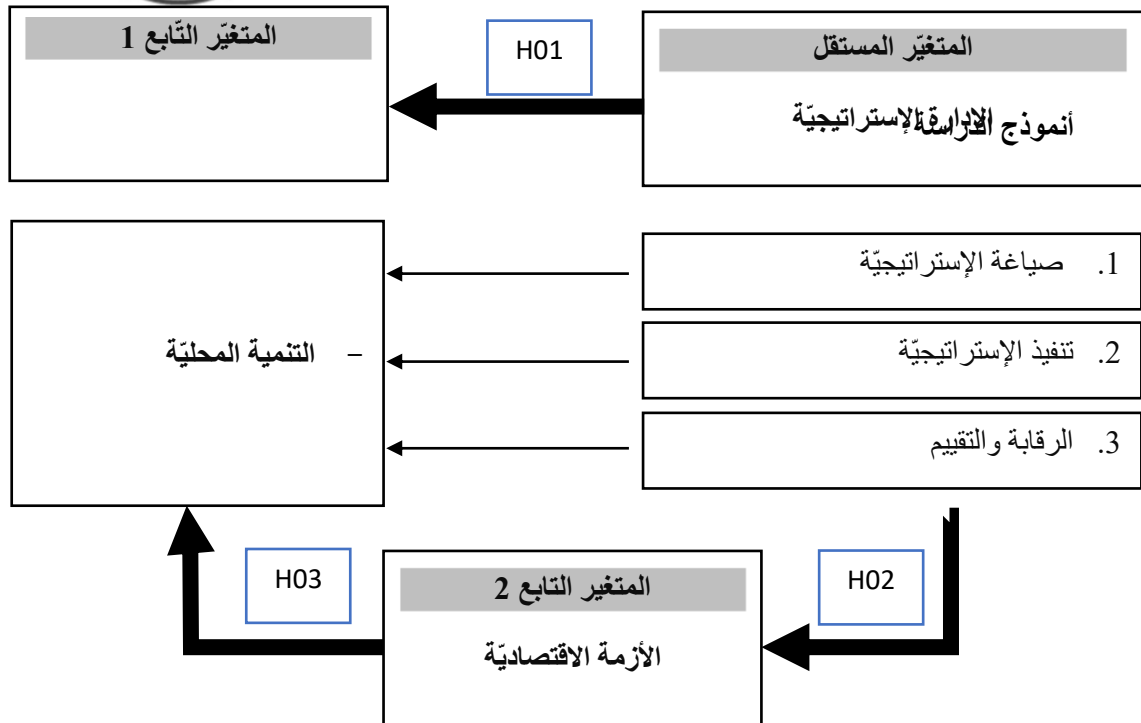 المتغيّر المستقل
أنموذج الدراسة
الإدارة الإستراتيجيّة
H01
المتغيّر التّابع 1
1. صياغة الإستراتيجيّة
2. تنفيذ الإستراتيجيّة
3. الرقابة والتقييم
– التنمية المحليّة
H02
المتغير التابع 2
الأزمة الاقتصاديّة
H03